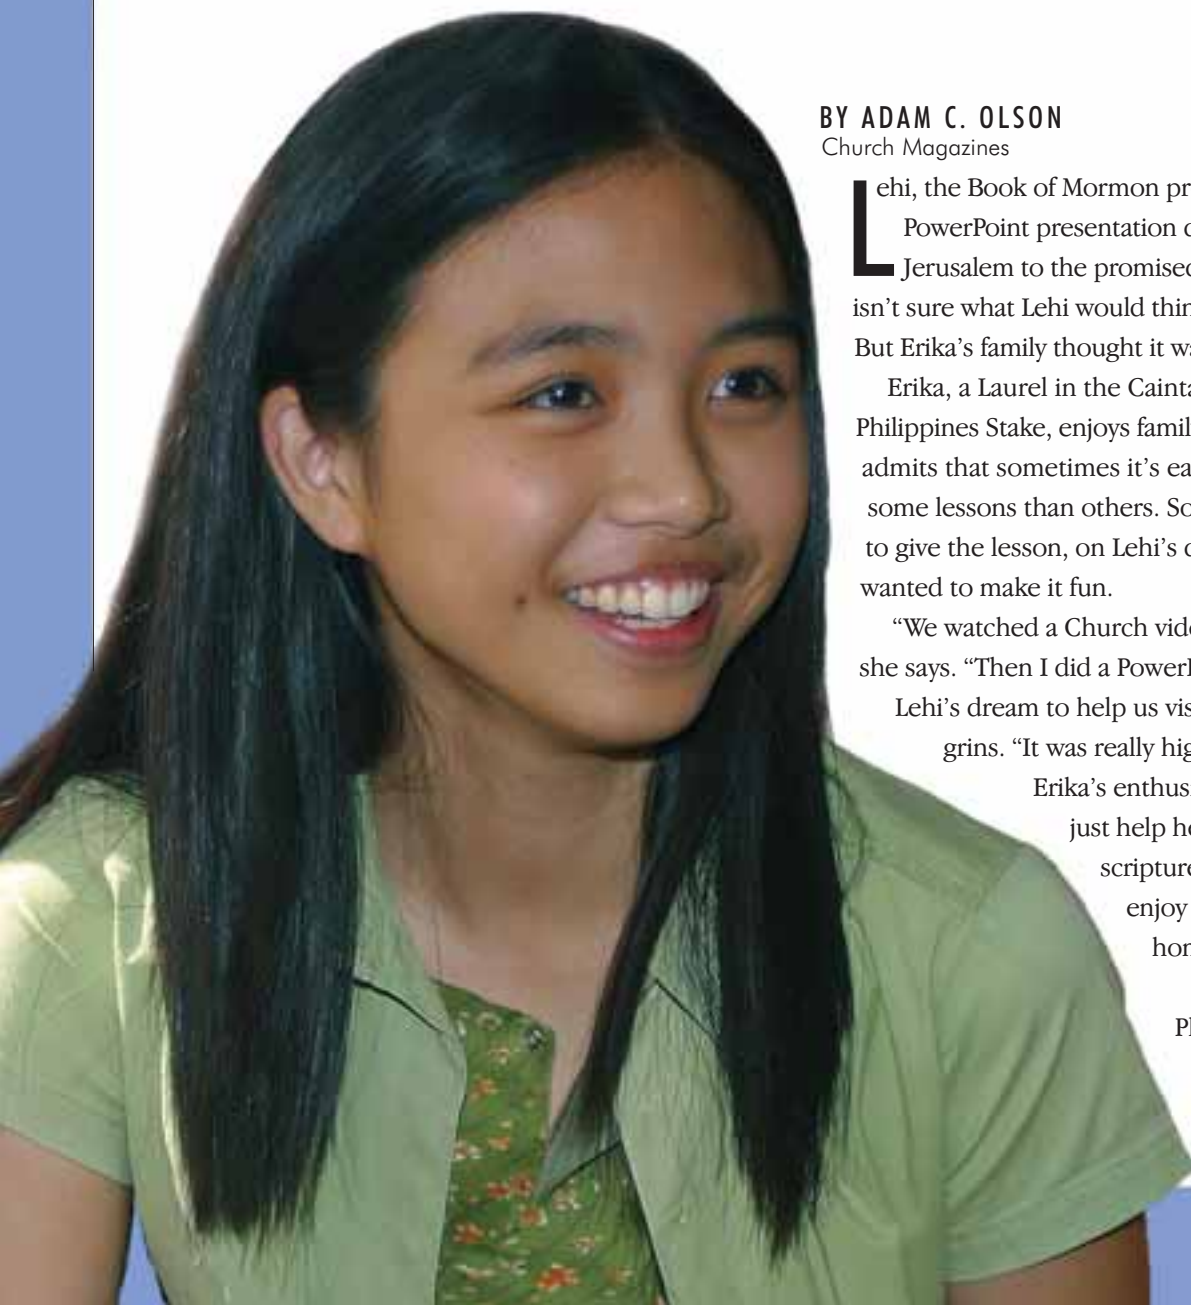 BY ADAM C. OLSON
Church Magazines
Lehi, the Book of Mormon pr
PowerPoint presentation
Jerusalem to the promised
isn't sure what Lehi would thin
But Erika's family thought it wa
Erika, a Laurel in the Cainta
Philippines Stake, enjoys famil
admits that sometimes it's ea
some lessons than others. So
to give the lesson, on Lehi's
wanted to make it fun.
“We watched a Church vide
she says. “Then I did a Power
Lehi's dream to help us vis
grins. “It was really hig
Erika's enthusi
just help he
scripture
enjoy
hor
Pl